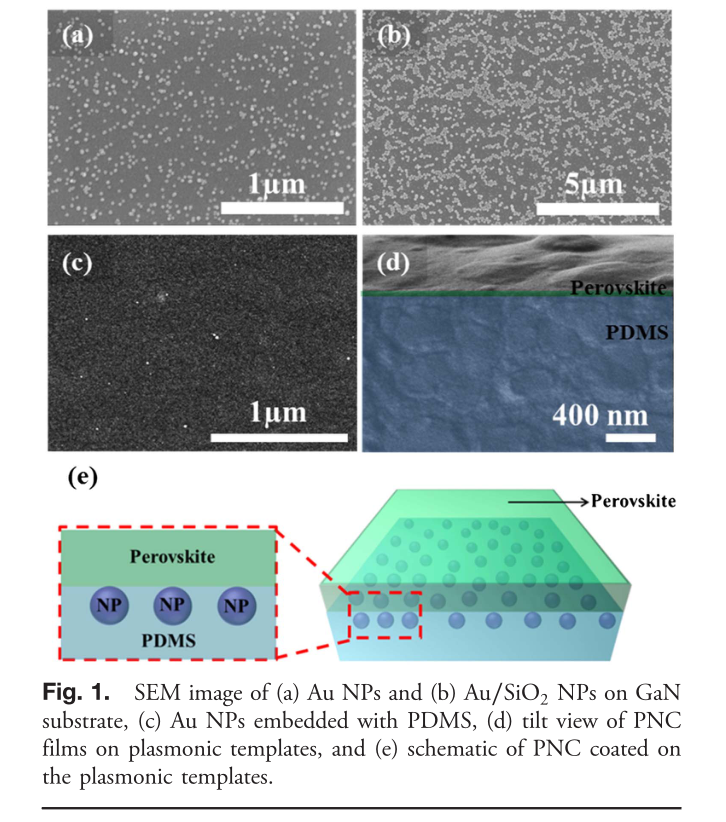 (a)
1μm
(b)
5μm
(c)
1μm
(d)
Perovskite
PDMS
400 nm
(e)
Perovskite
Perovskite
NP NP NP
PDMS
Fig. 1. SEM image of (a) Au NPs and (b) Au/SiO₂ NPs on GaN
substrate, (c) Au NPs embedded with PDMS, (d) tilt view of PNC
films on plasmonic templates, and (e) schematic of PNC coated on
the plasmonic templates.